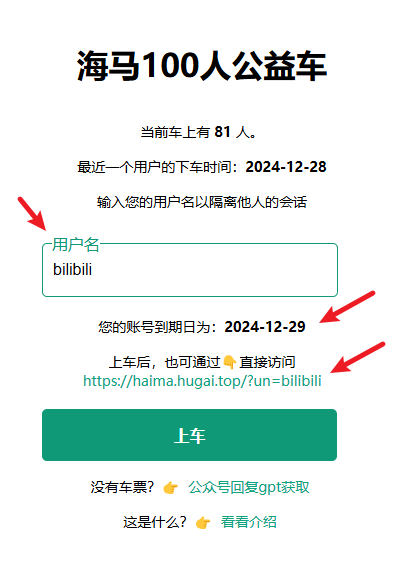 海马100人公益车
当前车上有 81 人。
最近一个用户的下车时间：2024-12-28
输入您的用户名以隔离他人的会话
用户名
bilibili
您的账号到期日为：2024-12-29
上车后，也可通过👇直接访问
https://haima.hugai.top/?un=bilibili
上车
没有车票？👉 公众号回复gpt获取
这是什么？👉 看看介绍